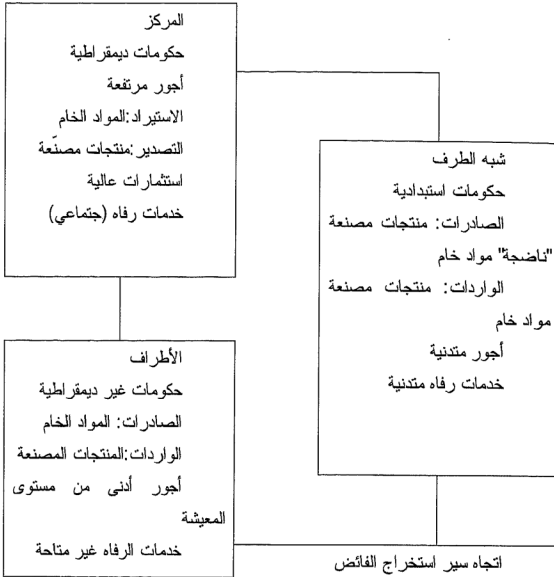 المركز
حكومات ديمقراطية
أجور مرتفعة
الاستيراد:المواد الخام
التصدير:منتجات مصنّعة
استثمارات عالية
خدمات رفاه (جتماعي)
شبه الطرف
حكومات استبدادية
الصادرات: منتجات مصنعة
"ناضجة" مواد خام
الواردات: منتجات مصنعة
مواد خام
أجور متدنية
خدمات رفاه متدنية
الأطراف
حكومات غير ديمقراطية
الصادرات: المواد الخام
الواردات:المنتجات المصنعة
أجور أدنى من مستوى
المعيشة
خدمات الرفاه غير متاحة
اتجاه سير استخراج الفائض